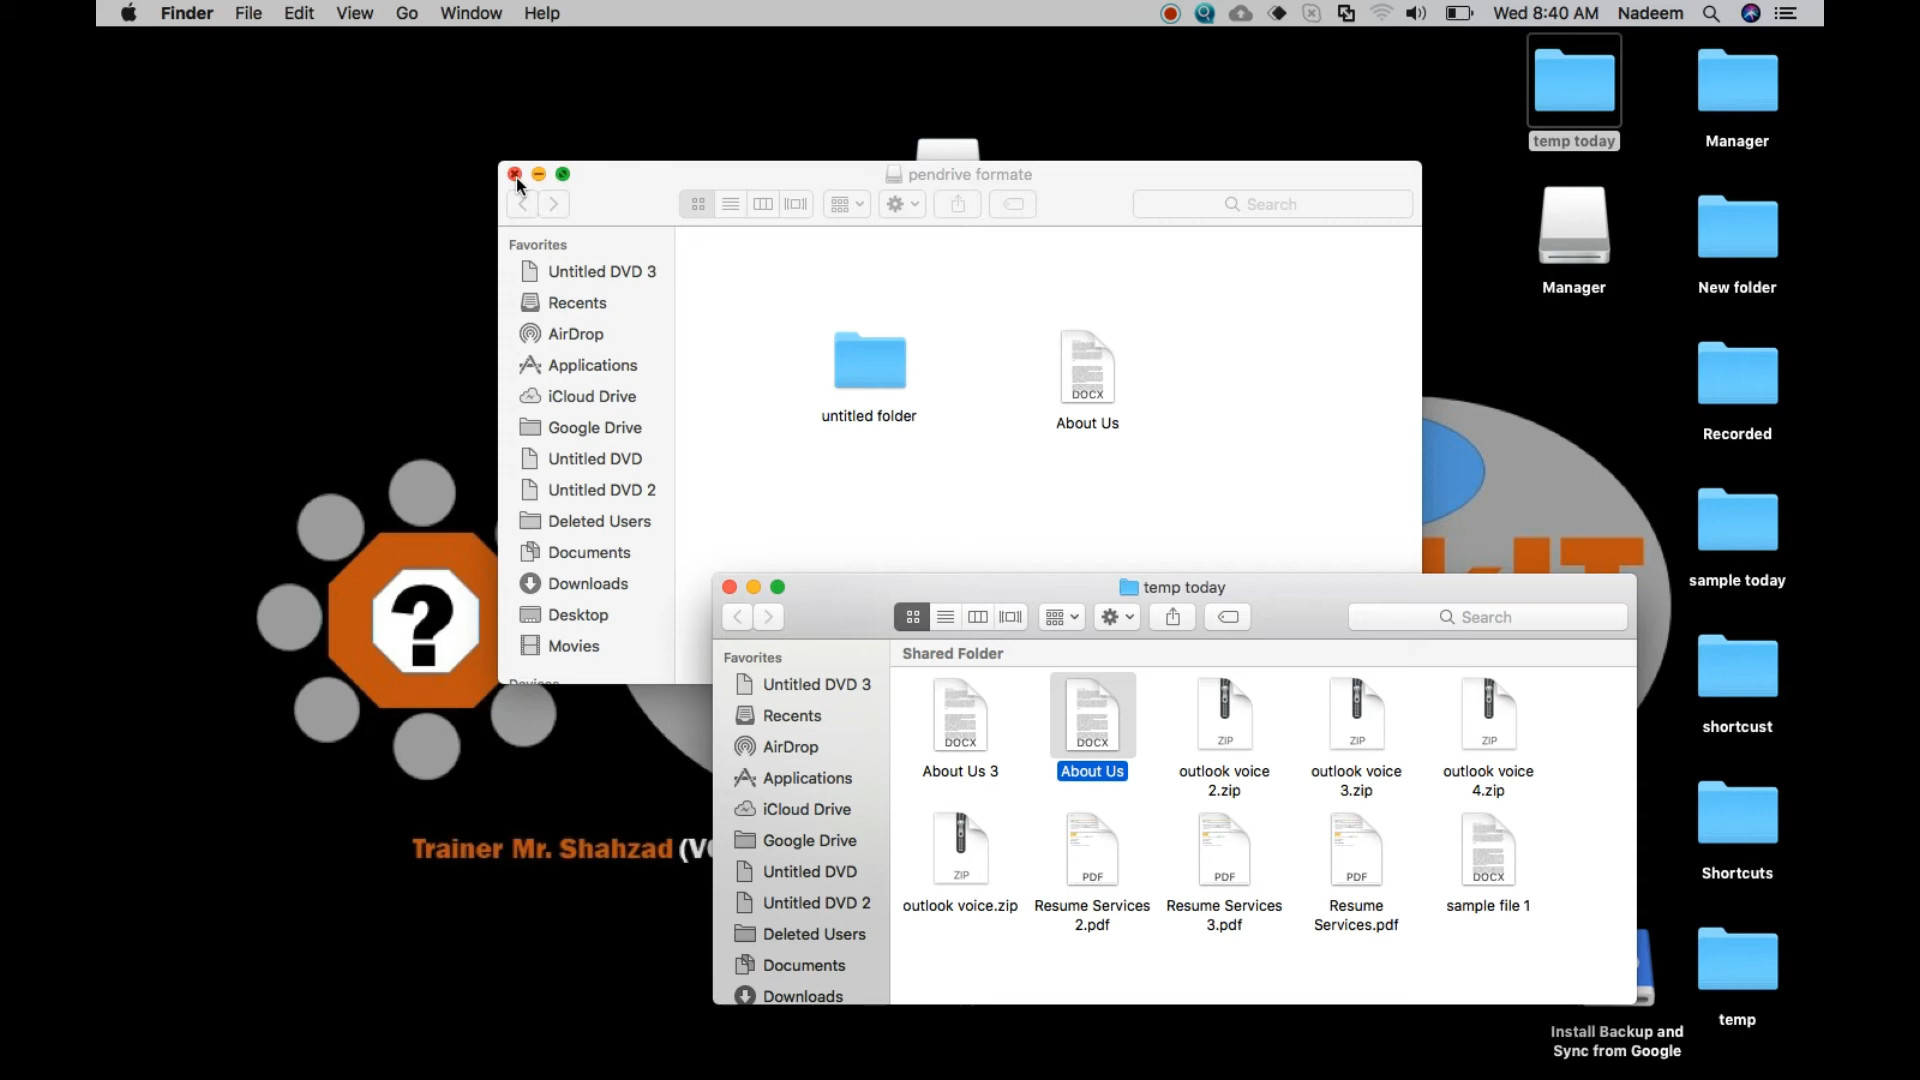 Finder File Edit View Go Window Help Wed 8:40 AM Nadeem
temp today
Manager
Manager
New folder
Recorded
sample today
shortcust
Shortcuts
temp
Install Backup and
Sync from Google
pendrive formate
Search
Favorites
Untitled DVD 3
Recents
AirDrop
Applications
iCloud Drive
Google Drive
Untitled DVD
Untitled DVD 2
Deleted Users
Documents
Downloads
Desktop
Movies
Devices
untitled folder
DOCX
About Us
temp today
Search
Favorites
Untitled DVD 3
Recents
AirDrop
Applications
iCloud Drive
Google Drive
Untitled DVD
Untitled DVD 2
Deleted Users
Documents
Downloads
Shared Folder
DOCX DOCX ZIP ZIP ZIP
About Us 3 About Us outlook voice outlook voice outlook voice
2.zip 3.zip 4.zip
ZIP PDF PDF PDF DOCX
outlook voice.zip Resume Services Resume Services Resume sample file 1
2.pdf 3.pdf Services.pdf
?
IT
Trainer Mr. Shahzad